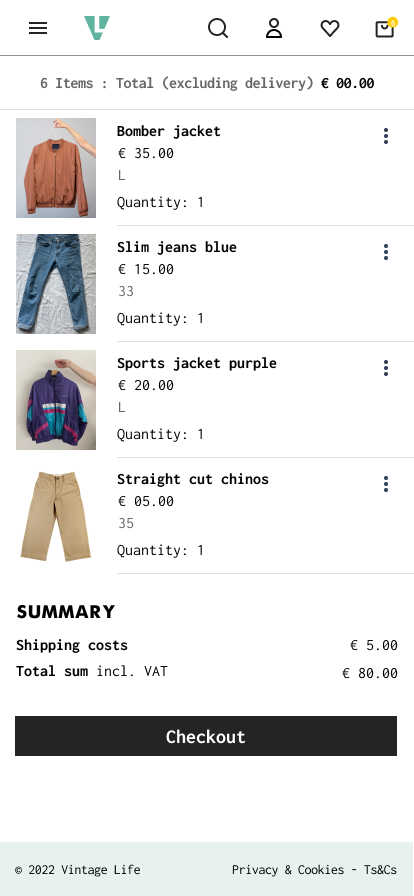 4
6 Items : Total (excluding delivery) € 00.00
Bomber jacket
€ 35.00
L
Quantity: 1
Slim jeans blue
€ 15.00
33
Quantity: 1
Sports jacket purple
€ 20.00
L
Quantity: 1
Straight cut chinos
€ 05.00
35
Quantity: 1
SUMMARY
Shipping costs € 5.00
Total sum incl. VAT € 80.00
Checkout
© 2022 Vintage Life Privacy & Cookies - Ts&Cs